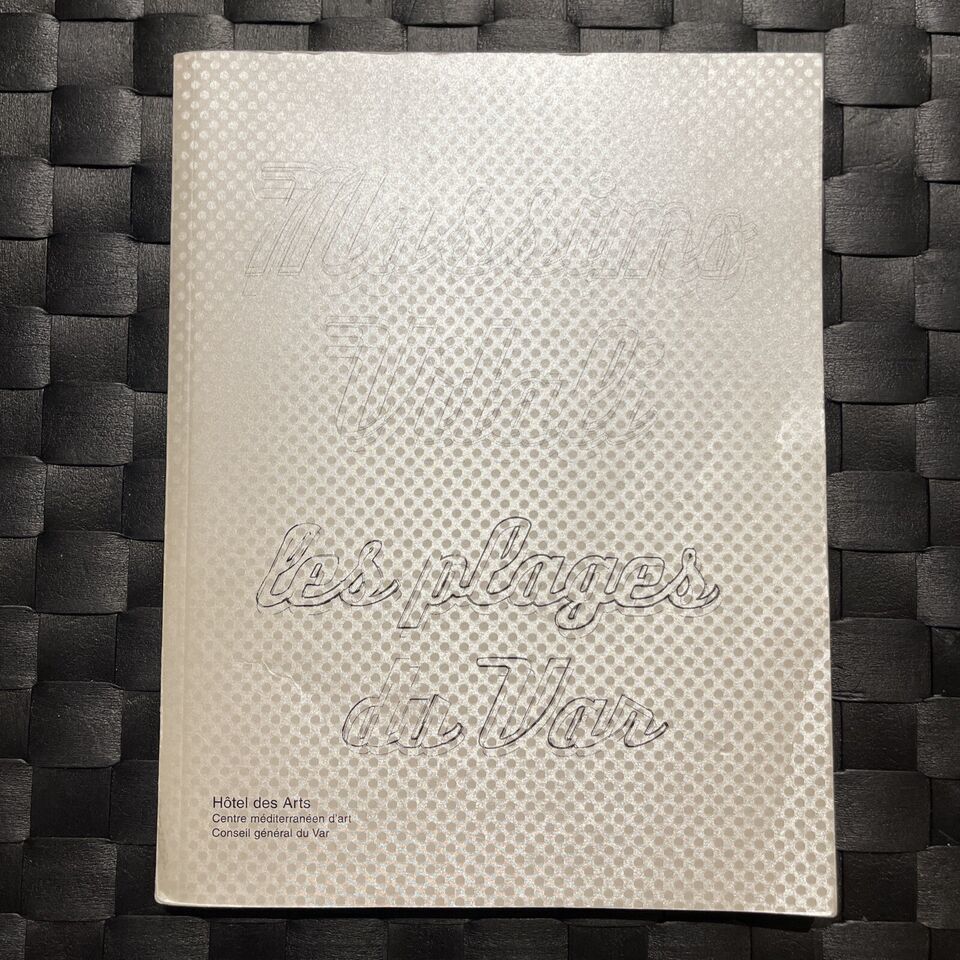 Massimo
Vitali
les plages
du Var
Hôtel des Arts
Centre méditerranéen d'art
Conseil général du Var